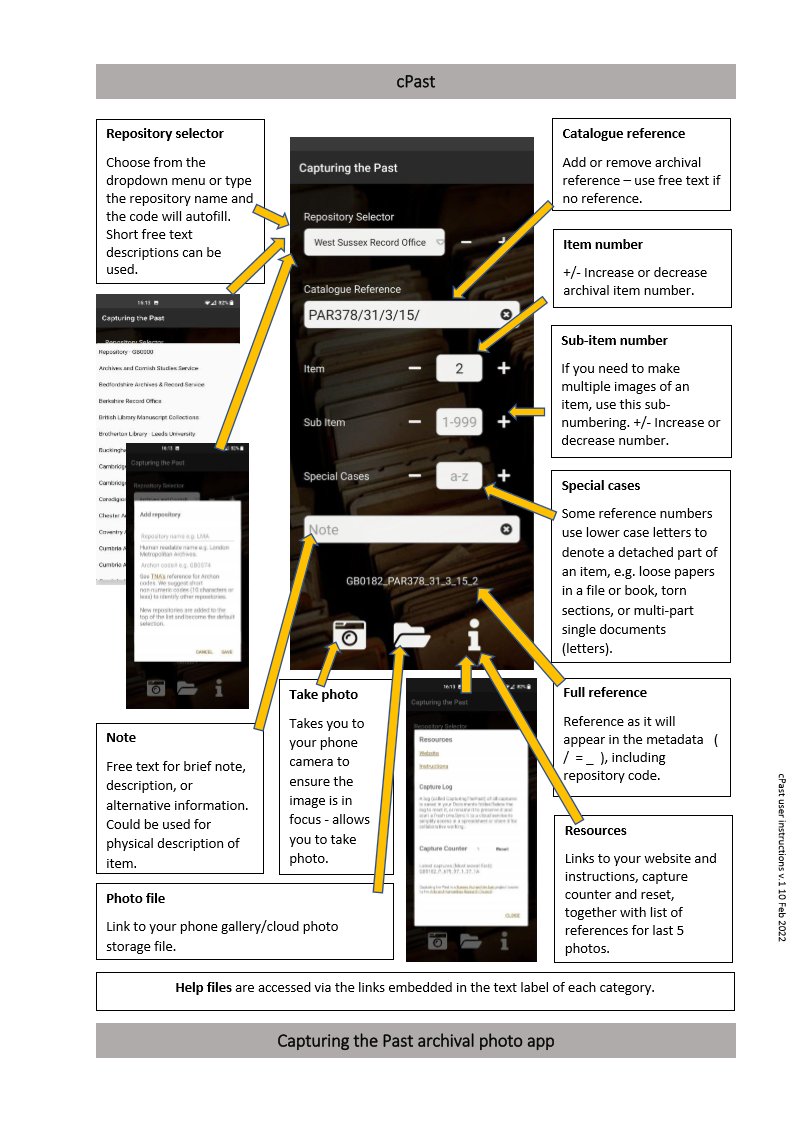 cPast
Repository selector
Choose from the
dropdown menu or type
the repository name and
the code will autofill.
Short free text
descriptions can be
used.
Capturing the Past
Repository Selector
West Sussex Record Office
Catalogue Reference
PAR378/31/3/15/
Item
− 2 +
Sub Item
− 1-999 +
Special Cases
− a-z +
Note
GB0182_PAR378_31_3_15_2
Catalogue reference
Add or remove archival
reference – use free text if
no reference.
Item number
+/- Increase or decrease
archival item number.
Sub-item number
If you need to make
multiple images of an
item, use this sub-
numbering. +/- Increase or
decrease number.
Special cases
Some reference numbers
use lower case letters to
denote a detached part of
an item, e.g. loose papers
in a file or book, torn
sections, or multi-part
single documents
(letters).
Full reference
Reference as it will
appear in the metadata (
/ = _ ), including
repository code.
Resources
Links to your website and
instructions, capture
counter and reset,
together with list of
references for last 5
photos.
16:13 92%
Capturing the Past
Repository Selector
Repository - GB0000
Archives and Cornish Studies Service
Bedfordshire Archives & Record Service
Berkshire Record Office
British Library Manuscript Collections
Brotherton Library - Leeds University
Buckingha
Cambridg
Cambridg
Ceredigio
Chester A
Coventry A
Cumbria A
Cumbria A
16:13 92%
Capturing the Past
Repository Selector
Add repository
Repository name e.g. LMA
Human readable name e.g. London
Metropolitan Archives.
Archon code# e.g. GB0074
See TNA's reference for Archon
codes. We suggest short
non numeric codes (10 characters or
less) to identify other repositories.
New repositories are added to the
top of the list and become the default
selection.
CANCEL SAVE
Note
Free text for brief note,
description, or
alternative information.
Could be used for
physical description of
item.
Take photo
Takes you to
your phone
camera to
ensure the
image is in
focus - allows
you to take
photo.
16:13 92%
Capturing the Past
Repository Selector
Resources
Website
Instructions
Capture Log
Capture Counter Reset
CLOSE
Photo file
Link to your phone gallery/cloud photo
storage file.
Help files are accessed via the links embedded in the text label of each category.
Capturing the Past archival photo app
cPast user instructions v.1 10 Feb 2022